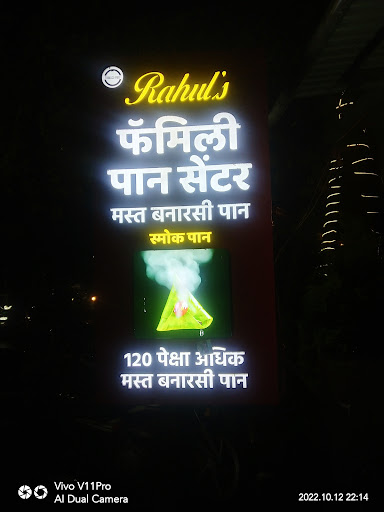 Rahul's
फॅमिली
पान सेंटर
मस्त बनारसी पान
स्मोक पान
120 पेक्षा अधिक
मस्त बनारसी पान
Vivo V11Pro
AI Dual Camera
2022.10.12 22:14